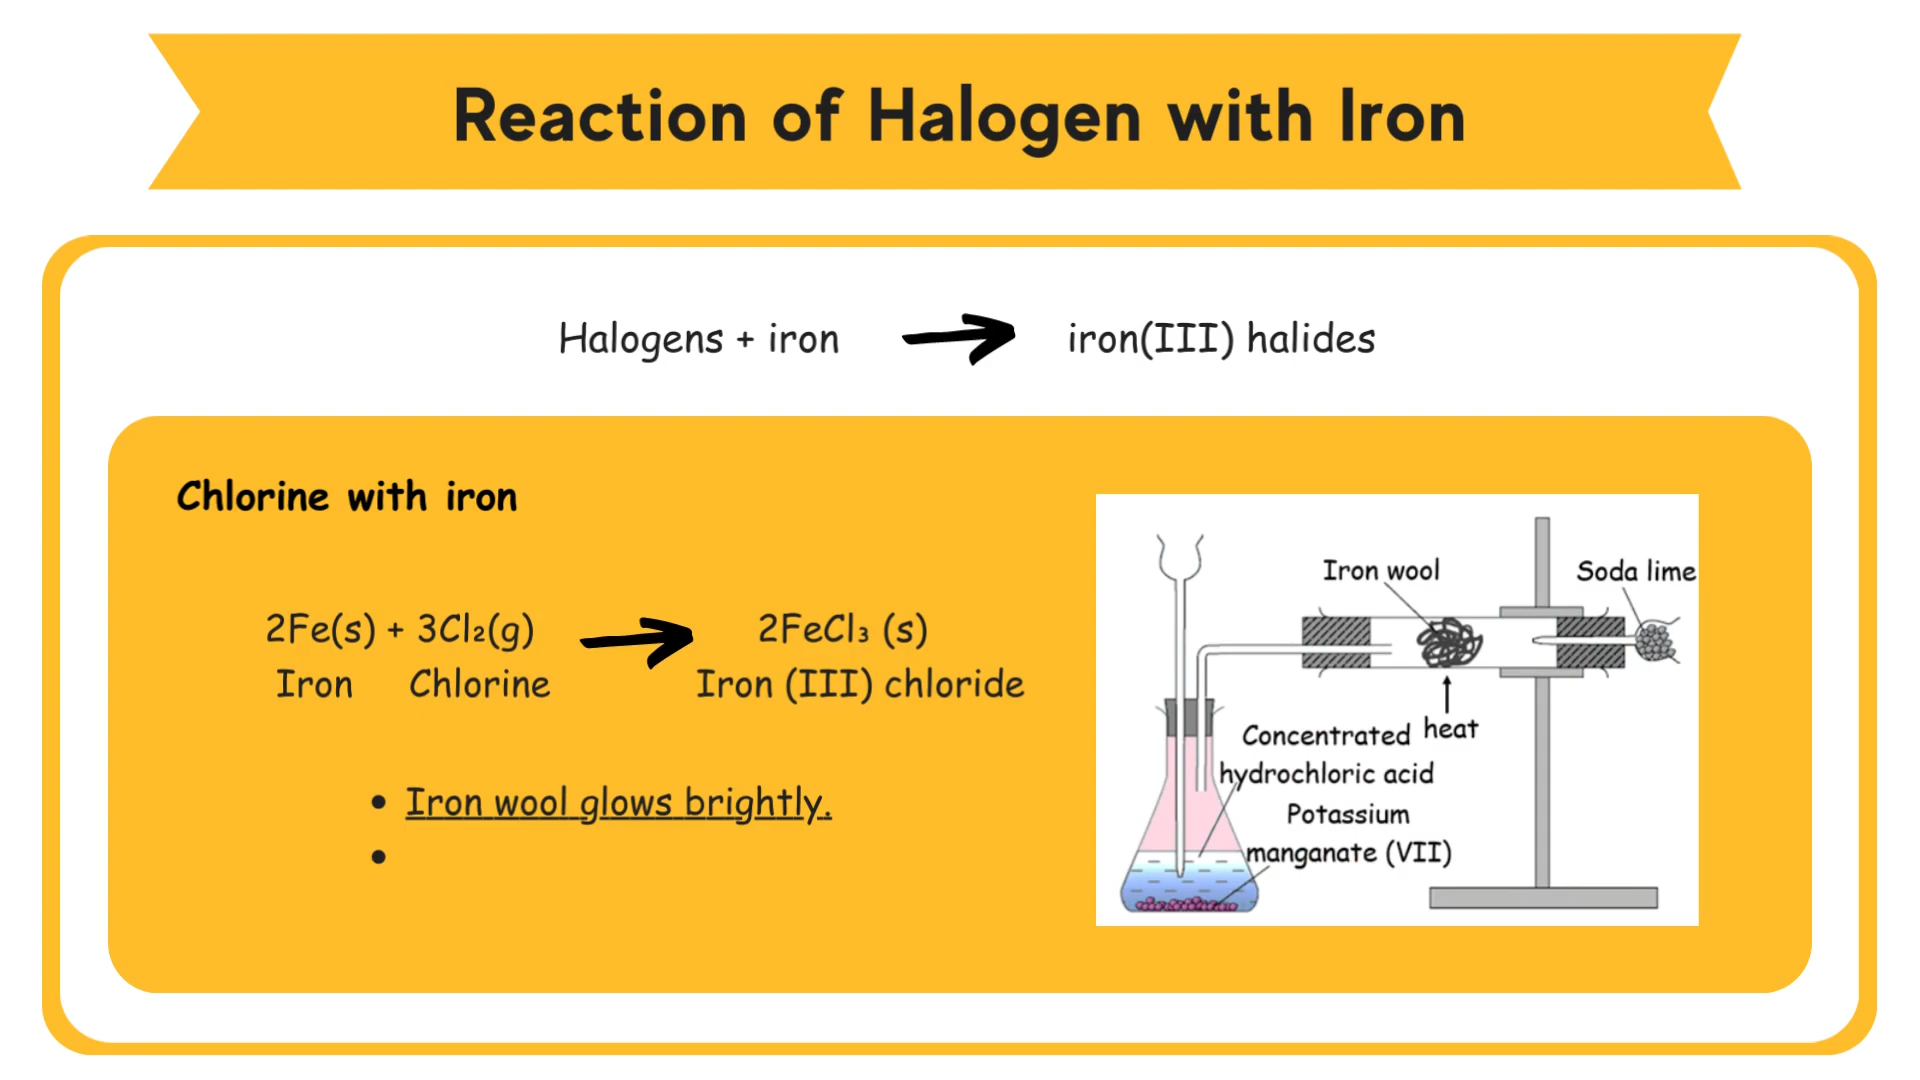 Reaction of Halogen with Iron
Halogens + iron → iron(III) halides
Chlorine with iron
2Fe(s) + 3Cl₂(g) → 2FeCl₃ (s)
Iron Chlorine Iron (III) chloride
• Iron wool glows brightly.
•
Iron wool
Soda lime
heat
Concentrated
hydrochloric acid
Potassium
manganate (VII)